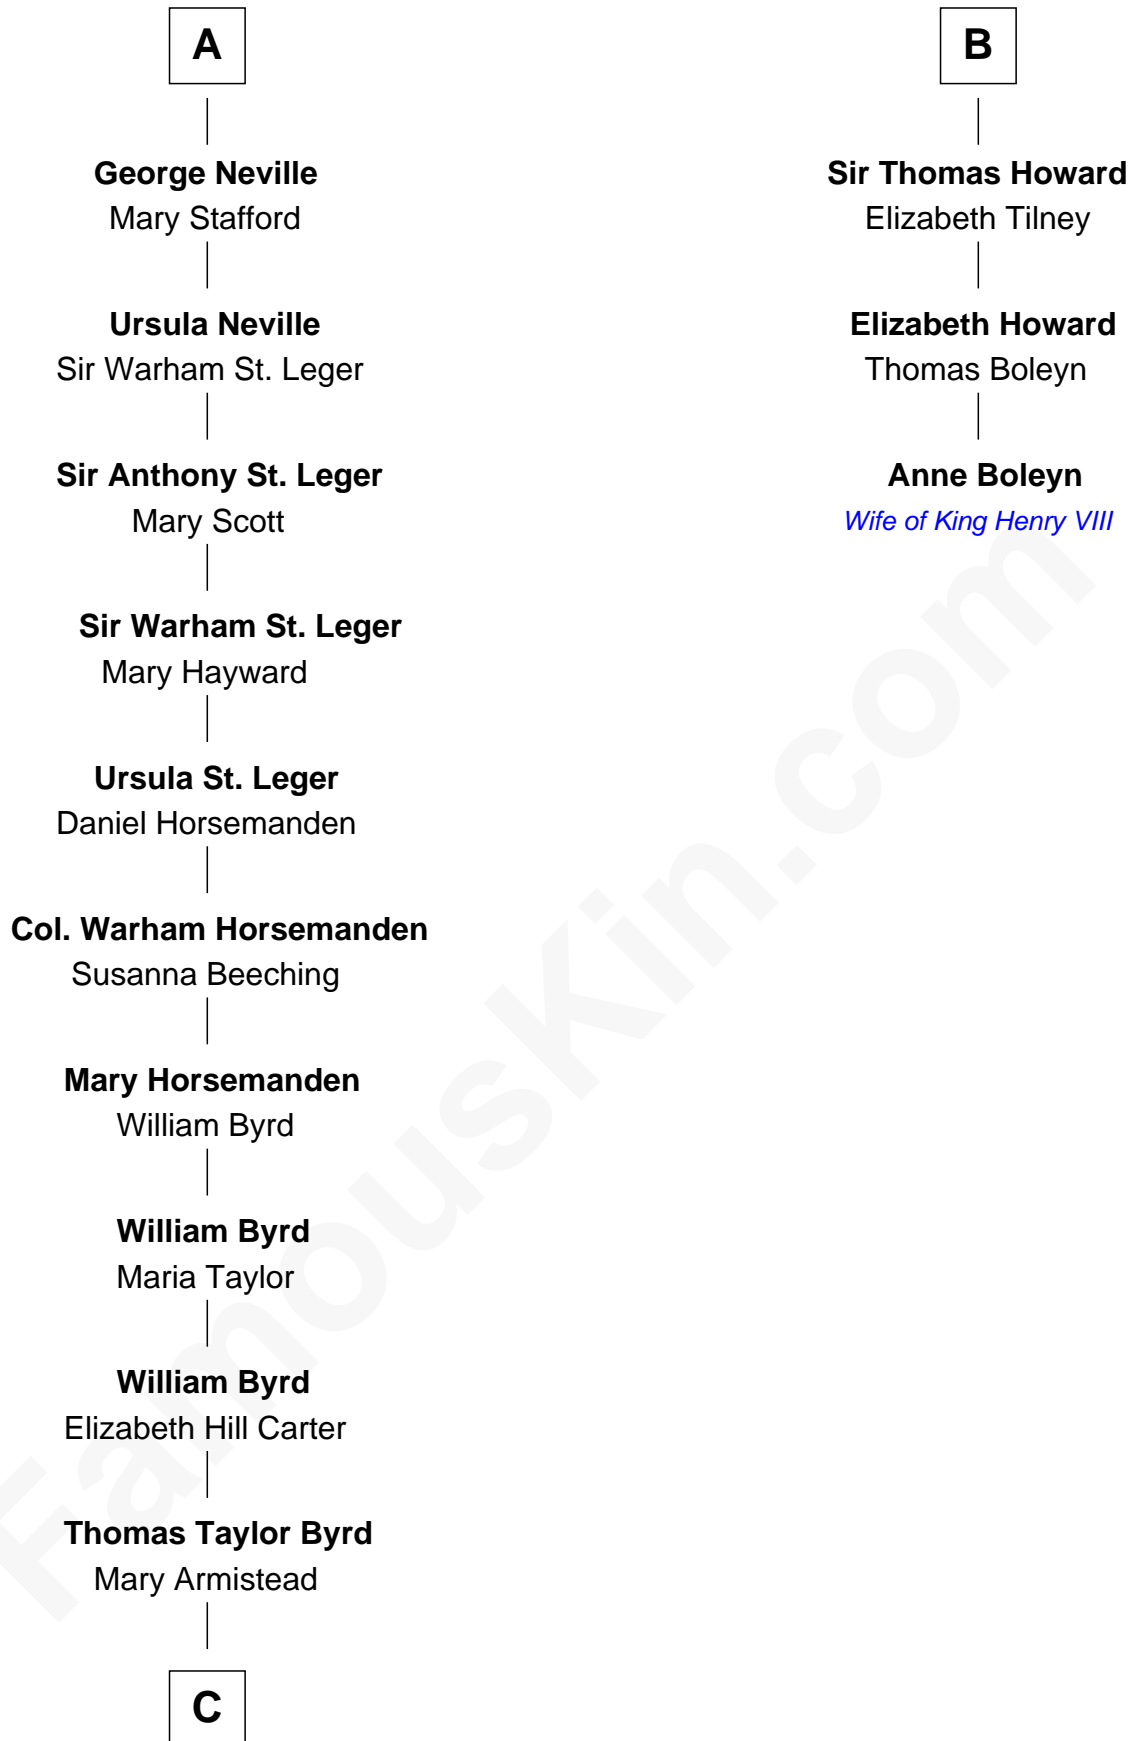 A
George Neville
Mary Stafford
Ursula Neville
Sir Warham St. Leger
Sir Anthony St. Leger
Mary Scott
Sir Warham St. Leger
Mary Hayward
Ursula St. Leger
Daniel Horsemanden
Col. Warham Horsemanden
Susanna Beeching
Mary Horsemanden
William Byrd
William Byrd
Maria Taylor
William Byrd
Elizabeth Hill Carter
Thomas Taylor Byrd
Mary Armistead
C
B
Sir Thomas Howard
Elizabeth Tilney
Elizabeth Howard
Thomas Boleyn
Anne Boleyn
Wife of King Henry VIII
FamousKin.com